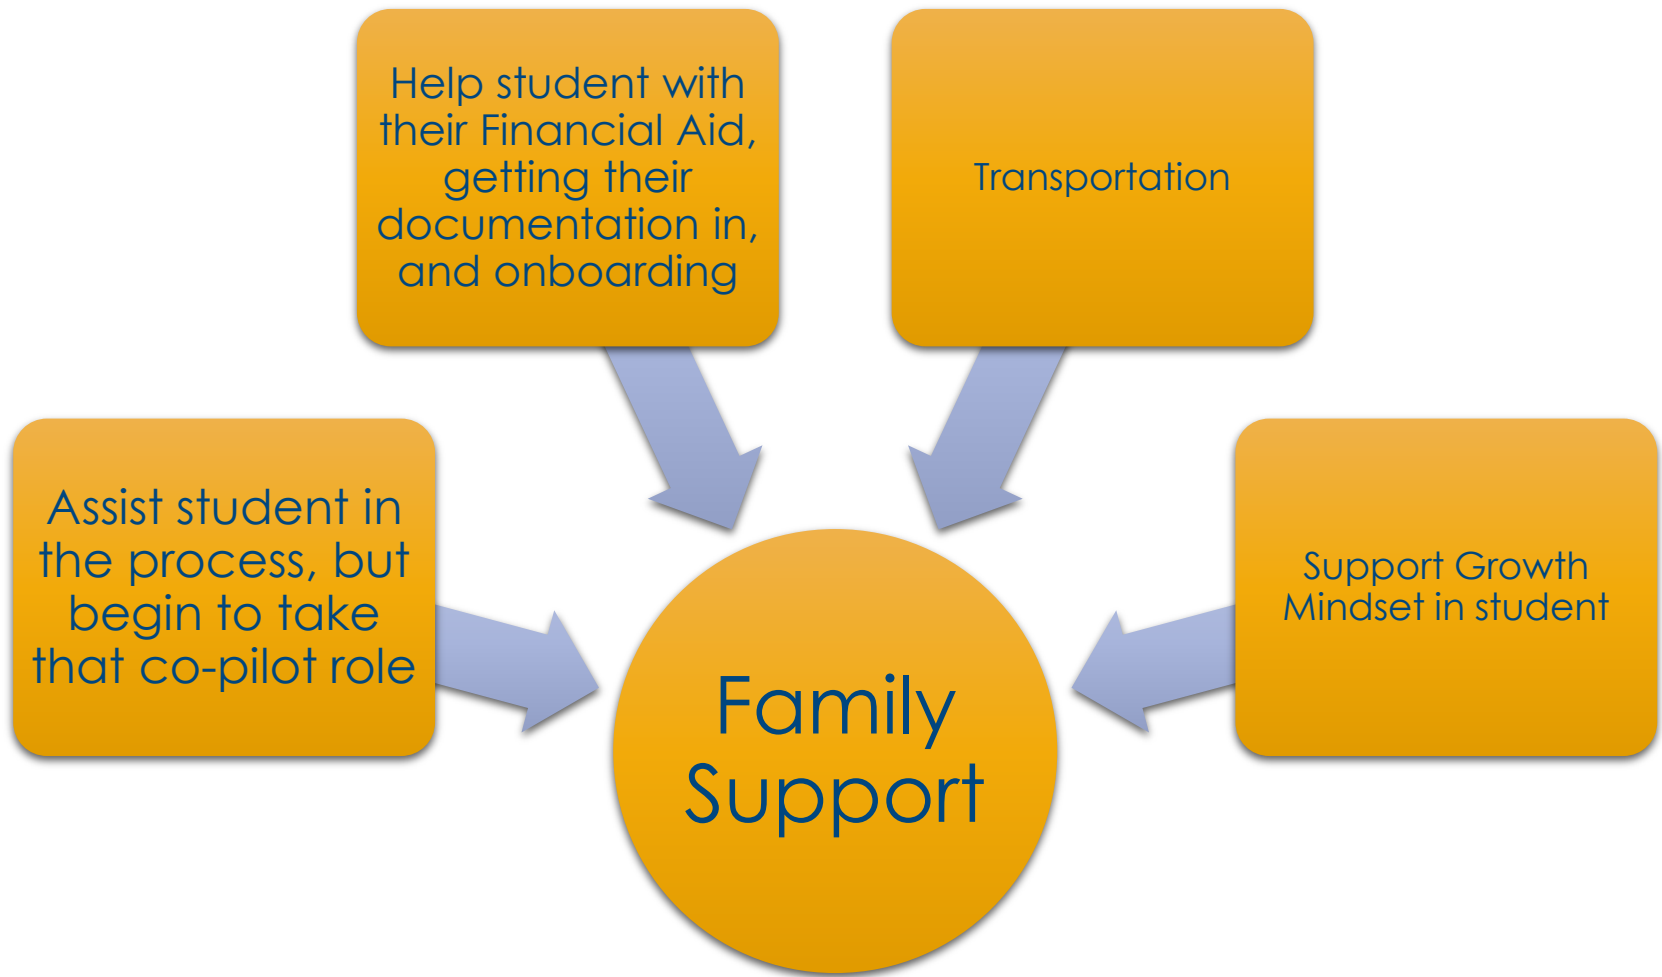 Help student with
their Financial Aid,
getting their
documentation in,
and onboarding
Transportation
Assist student in
the process, but
begin to take
that co-pilot role
Support Growth
Mindset in student
Family
Support